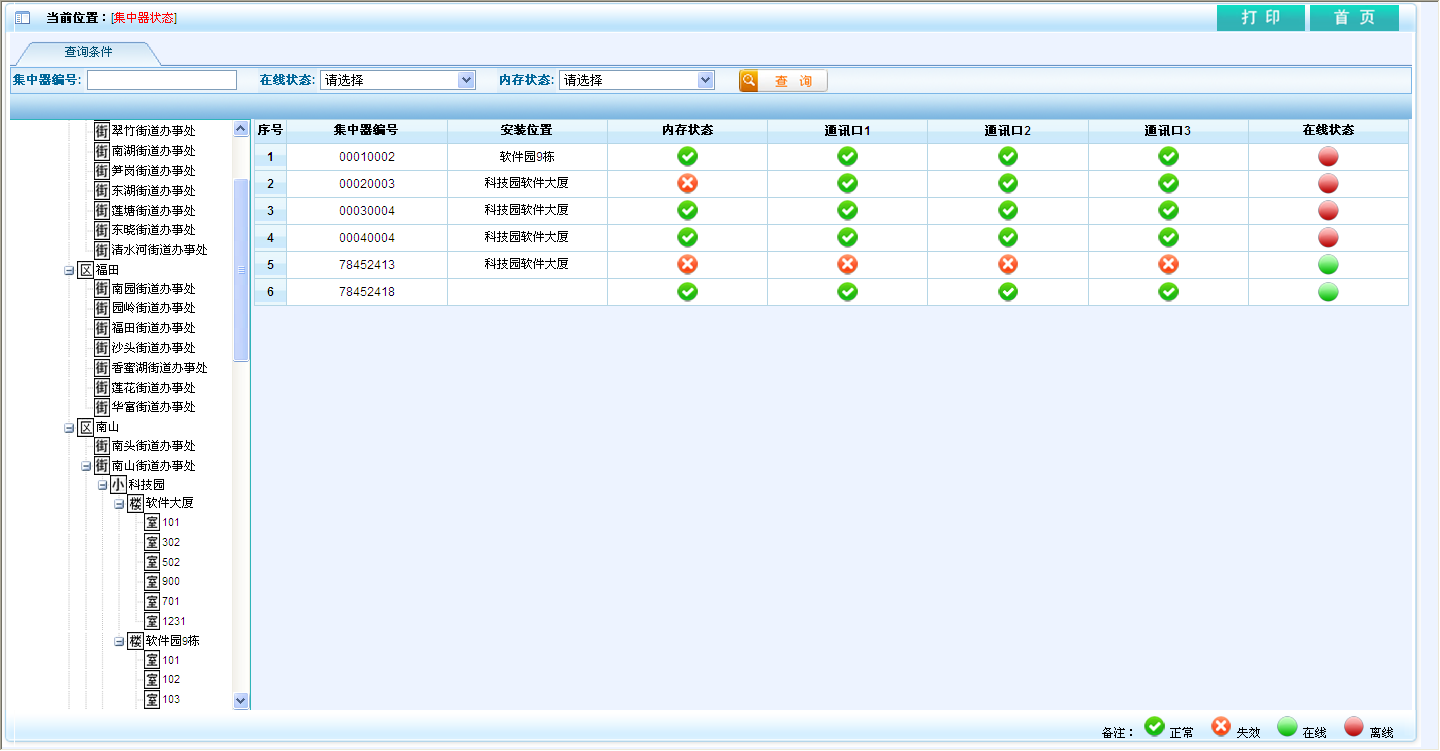 当前位置：[集中器状态]
打 印
首 页
查询条件
集中器编号: 在线状态: 请选择 内存状态: 请选择 查 询
街 翠竹街道办事处
街 南湖街道办事处
街 笋岗街道办事处
街 东湖街道办事处
街 莲塘街道办事处
街 东晓街道办事处
街 清水河街道办事处
区 福田
街 南园街道办事处
街 园岭街道办事处
街 福田街道办事处
街 沙头街道办事处
街 香蜜湖街道办事处
街 莲花街道办事处
街 华富街道办事处
区 南山
街 南头街道办事处
街 南山街道办事处
小 科技园
楼 软件大厦
室 101
室 302
室 502
室 900
室 701
室 1231
楼 软件园9栋
室 101
室 102
室 103
序号 集中器编号 安装位置 内存状态 通讯口1 通讯口2 通讯口3 在线状态
1 00010002 软件园9栋
2 00020003 科技园软件大厦
3 00030004 科技园软件大厦
4 00040004 科技园软件大厦
5 78452413 科技园软件大厦
6 78452418
备注： 正常 失效 在线 离线